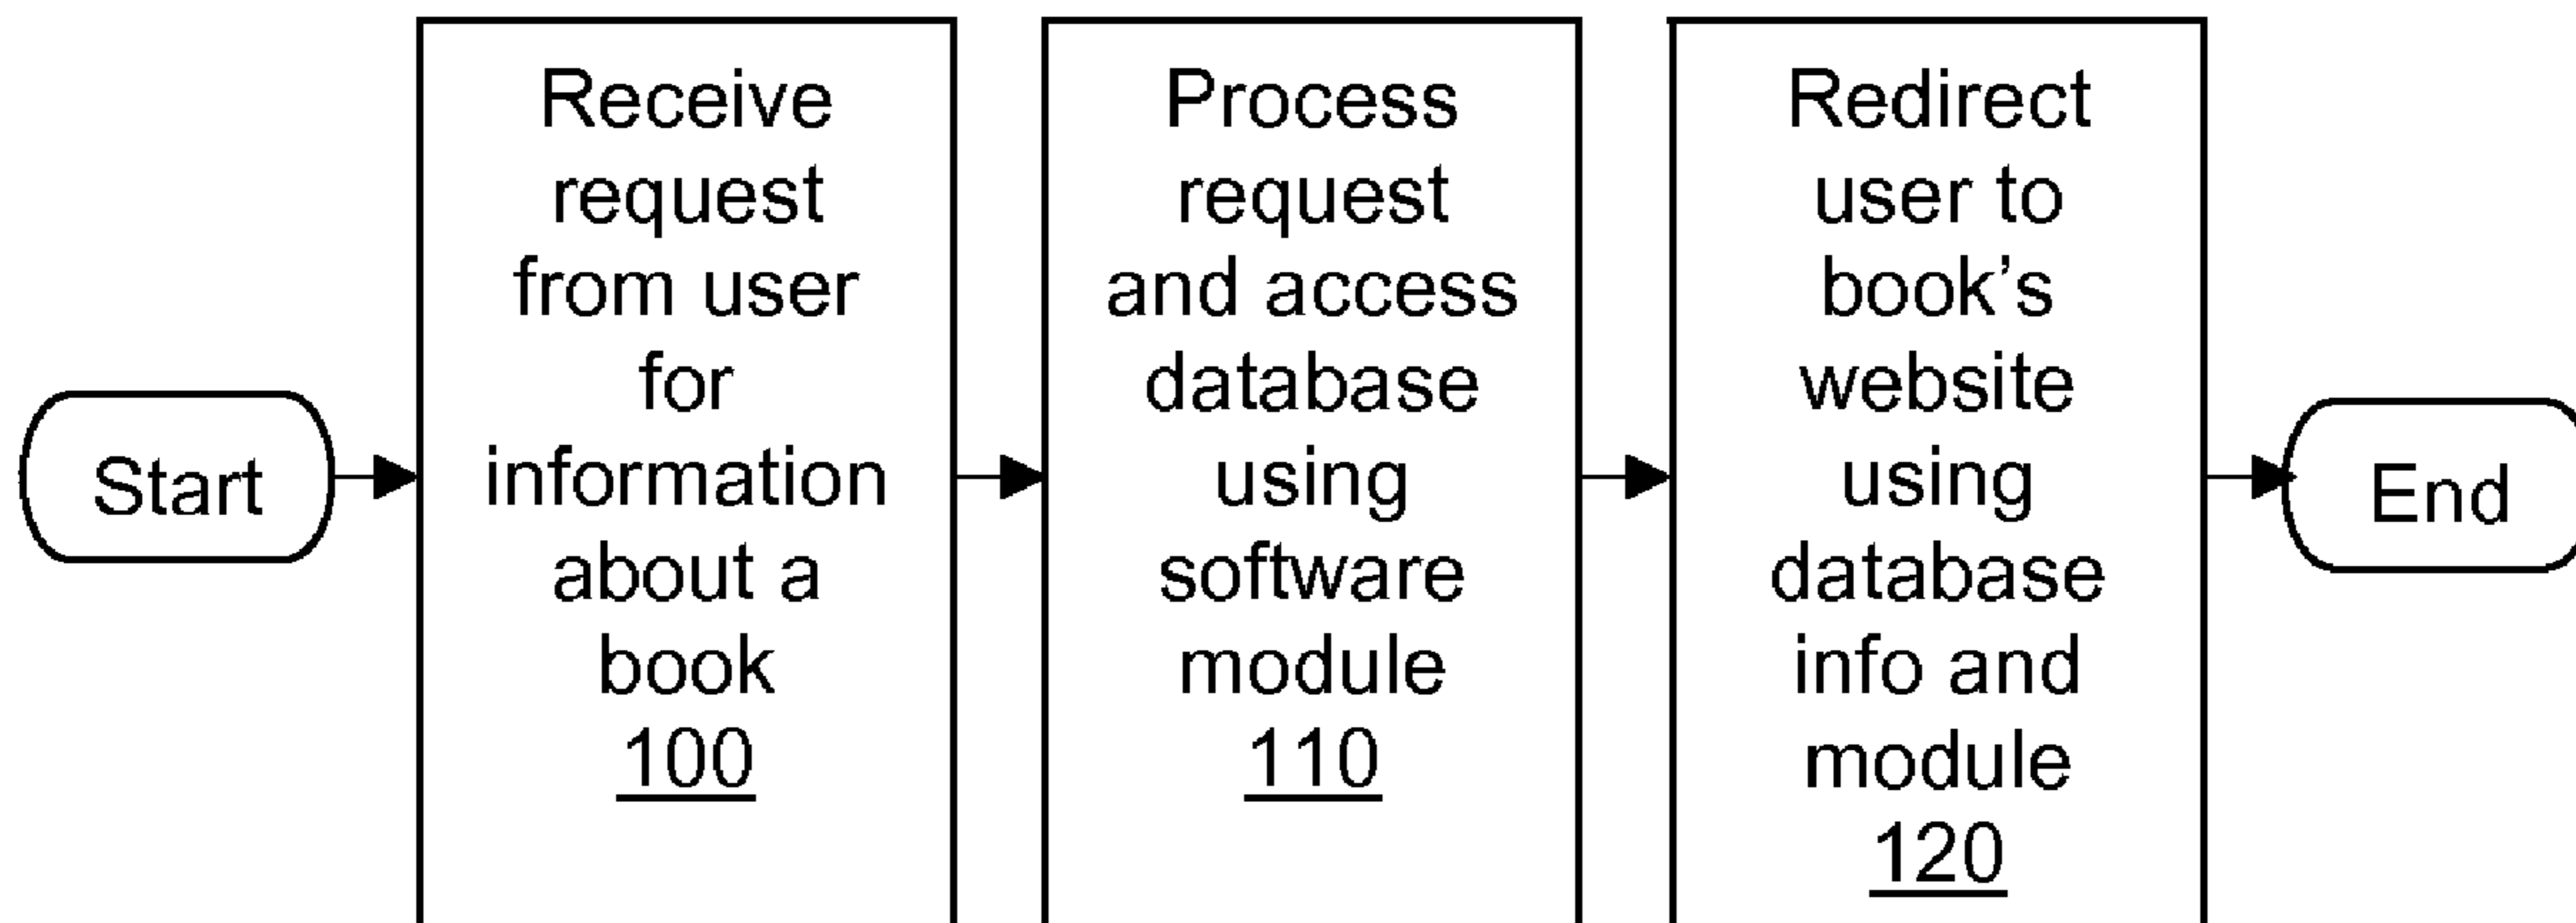 Start
Receive
request
from user
for
information
about a
book
100
Process
request
and access
database
using
software
module
110
Redirect
user to
book’s
website
using
database
info and
module
120
End